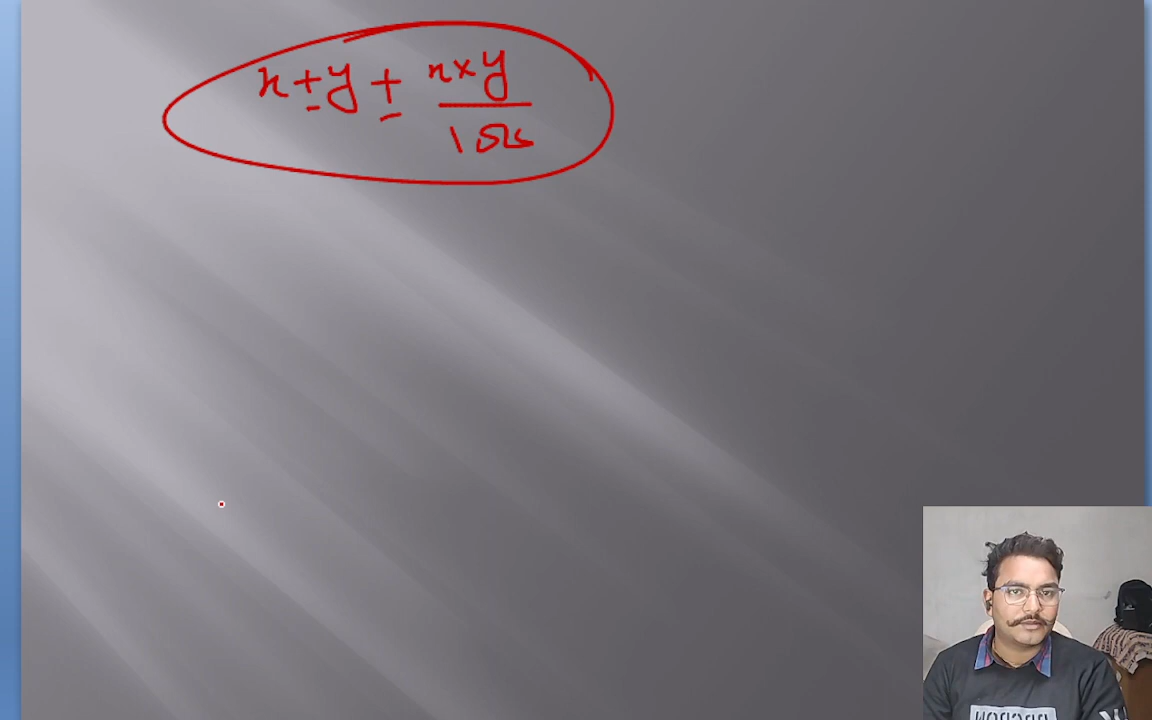 x ± y ± x×y/100